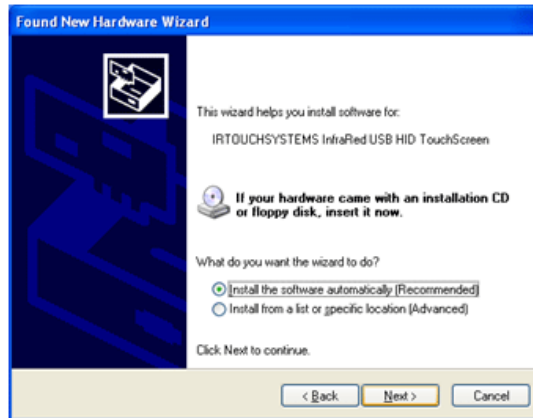 Found New Hardware Wizard
This wizard helps you install software for:
IRTOUCHSYSTEMS InfraRed USB HID TouchScreen
If your hardware came with an installation CD
or floppy disk, insert it now.
What do you want the wizard to do?
Install the software automatically (Recommended)
Install from a list or specific location (Advanced)
Click Next to continue.
< Back Next > Cancel